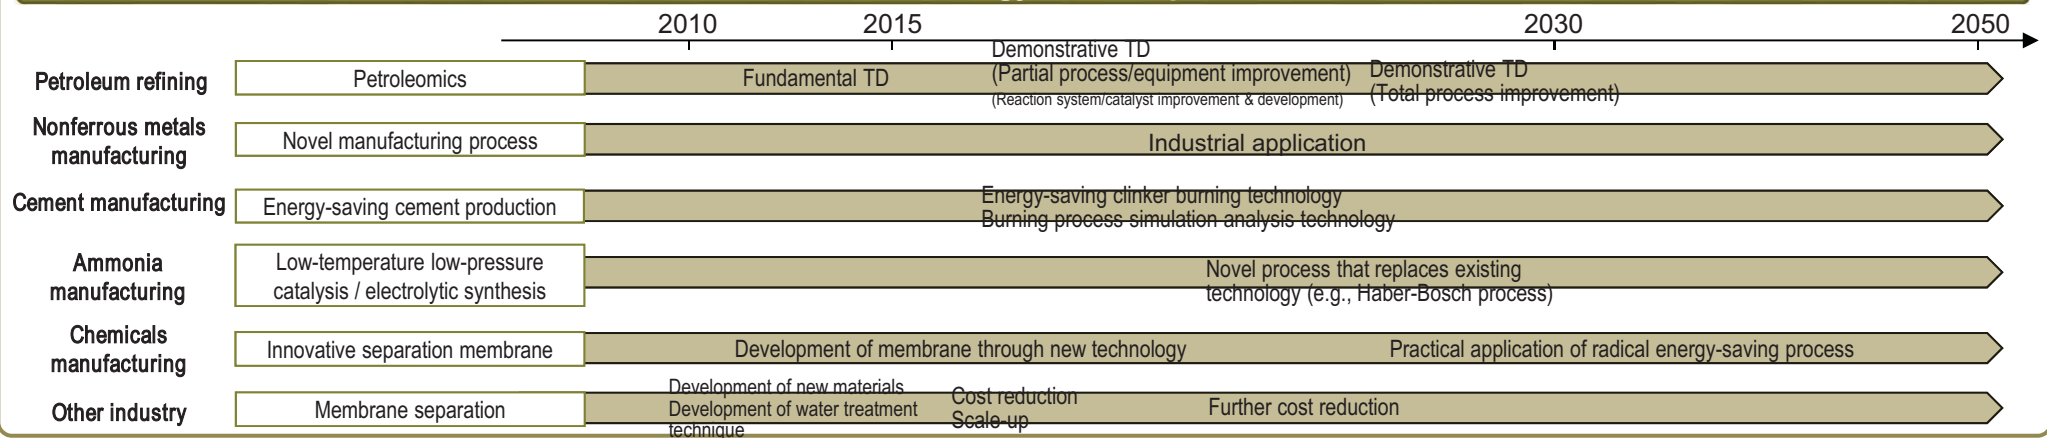 2010 2015 2030 2050
Petroleum refining
Petroleomics
Fundamental TD
Demonstrative TD
(Partial process/equipment improvement)
(Reaction system/catalyst improvement & development)
Demonstrative TD
(Total process improvement)
Nonferrous metals
manufacturing
Novel manufacturing process
Industrial application
Cement manufacturing
Energy-saving cement production
Energy-saving clinker burning technology
Burning process simulation analysis technology
Ammonia
manufacturing
Low-temperature low-pressure
catalysis / electrolytic synthesis
Novel process that replaces existing
technology (e.g., Haber-Bosch process)
Chemicals
manufacturing
Innovative separation membrane
Development of membrane through new technology
Practical application of radical energy-saving process
Other industry
Membrane separation
Development of new materials
Development of water treatment
technique
Cost reduction
Scale-up
Further cost reduction